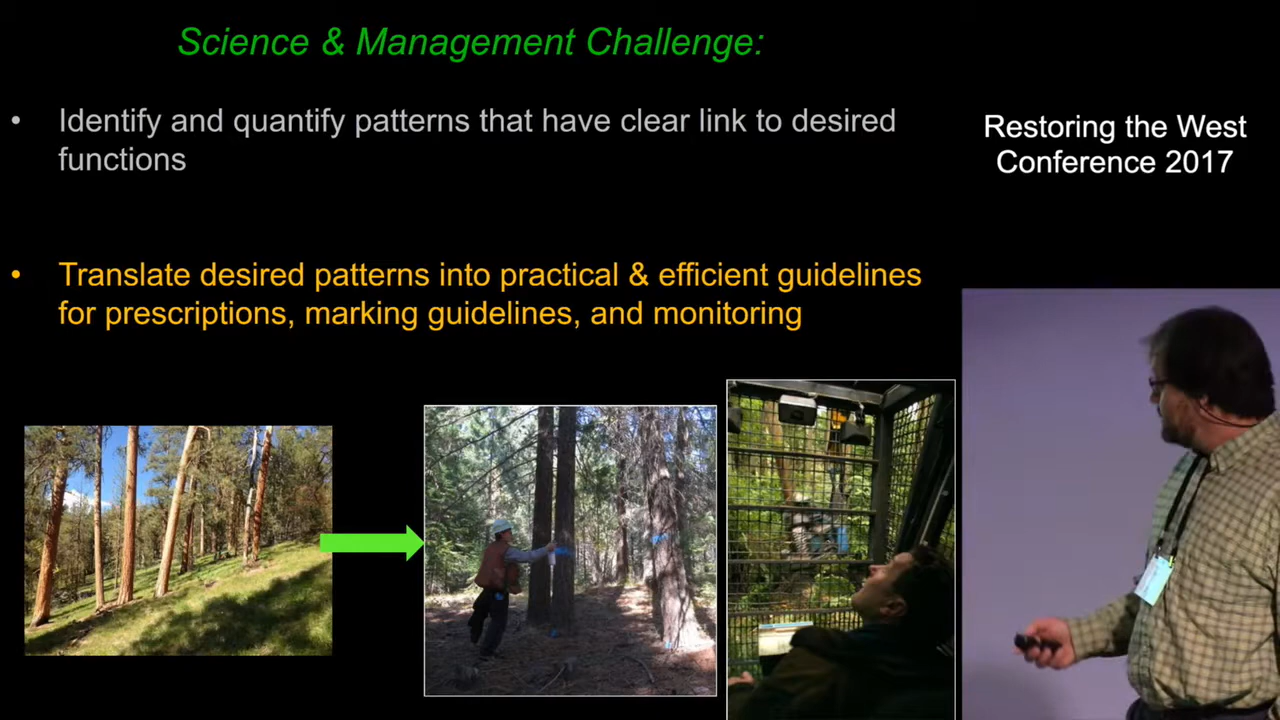 Science & Management Challenge:
• Identify and quantify patterns that have clear link to desired
functions
• Translate desired patterns into practical & efficient guidelines
for prescriptions, marking guidelines, and monitoring
Restoring the West
Conference 2017